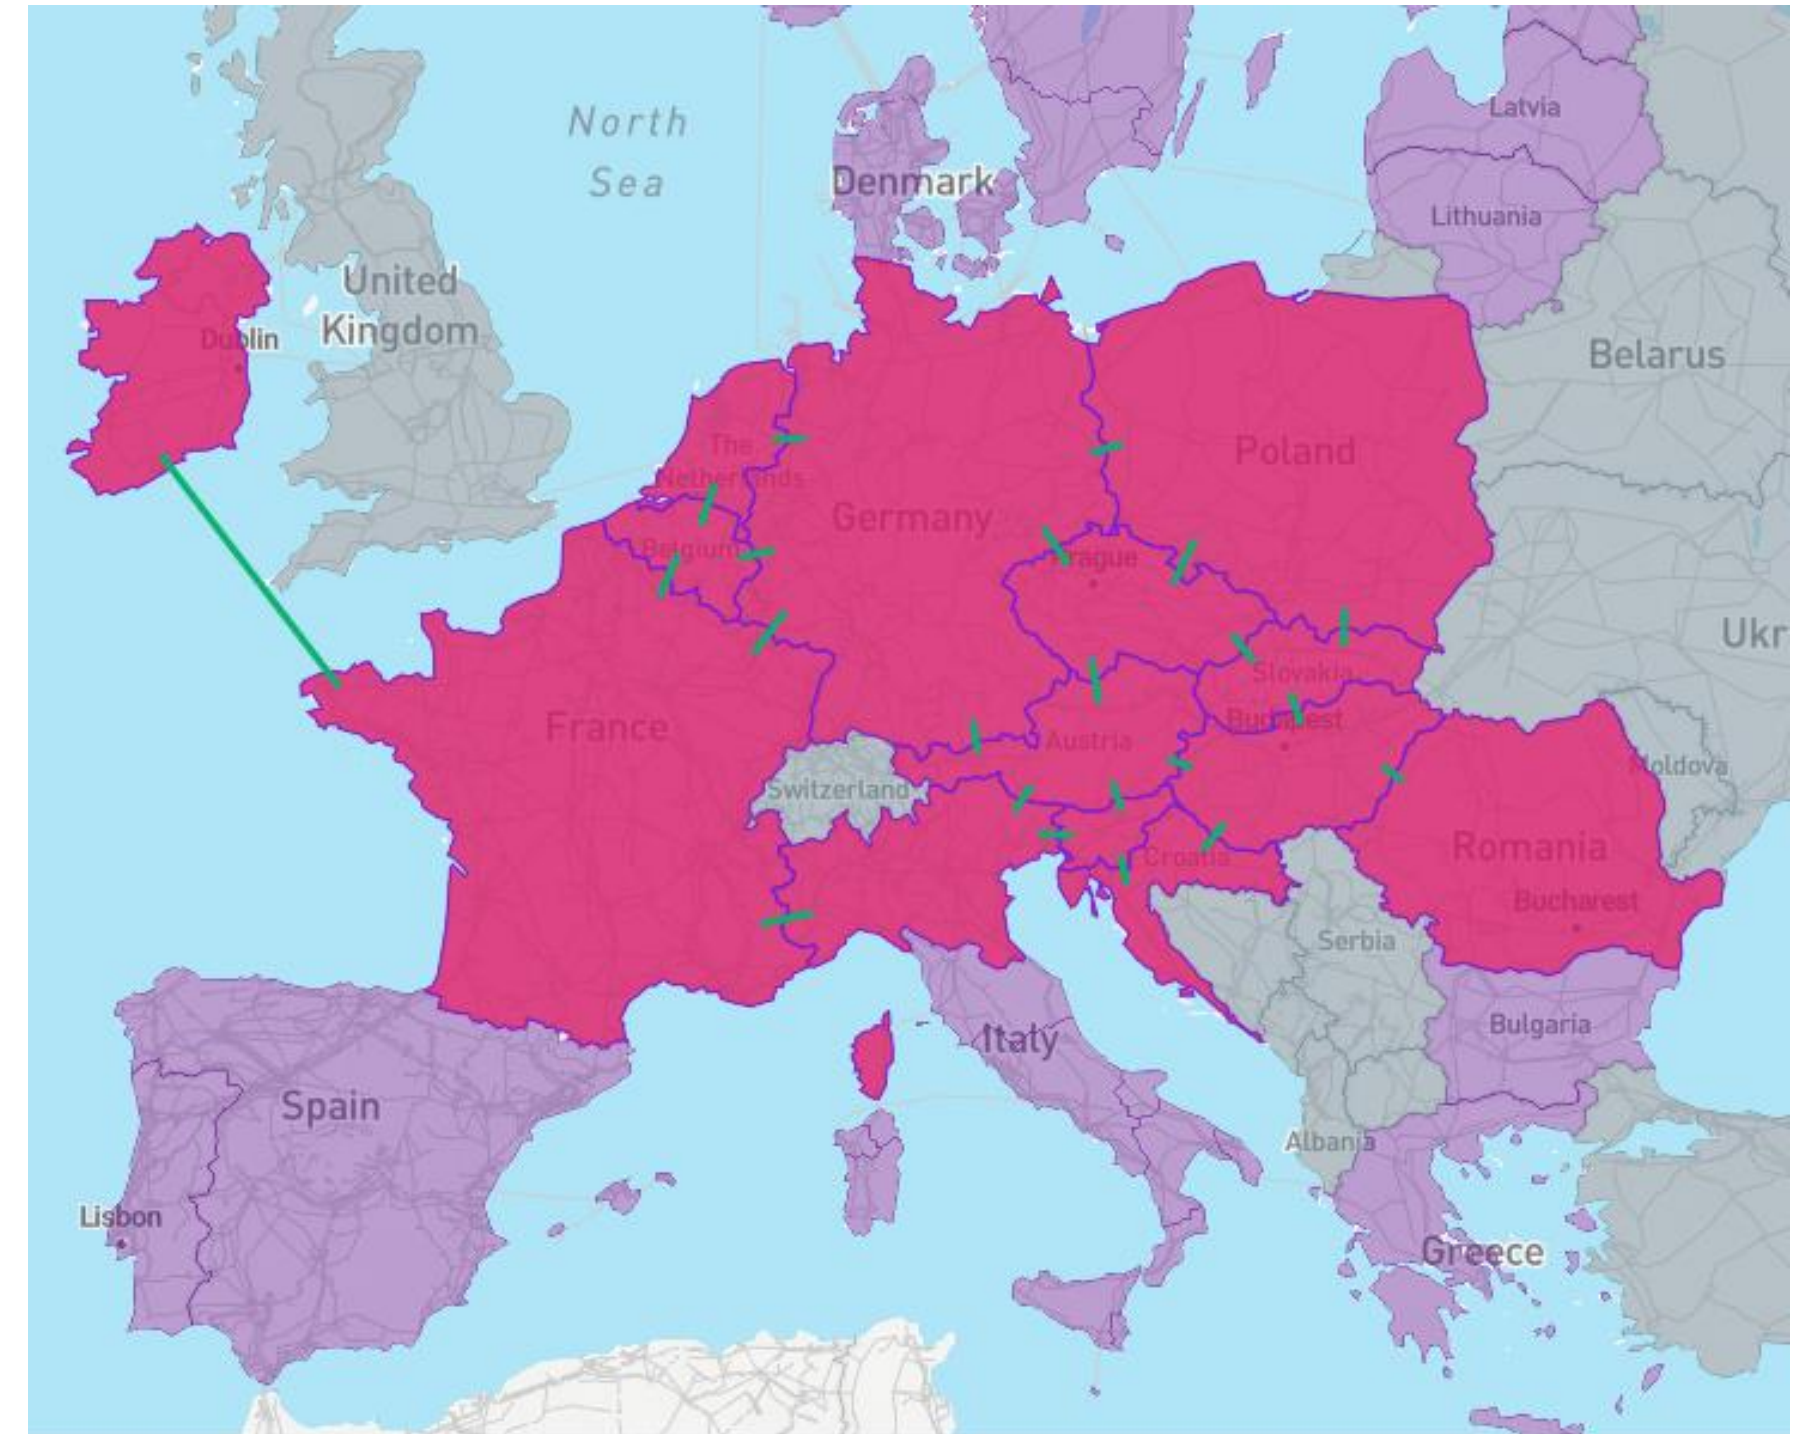 North
Sea
Latvia
Denmark
Lithuania
United
Kingdom
Dublin
Belarus
The
Netherlands
Poland
Germany
Belgium
Prague
Ukr
Slovakia
France
Budapest
Austria
Moldova
Switzerland
Romania
Croatia
Bucharest
Serbia
Italy
Bulgaria
Spain
Albania
Lisbon
Greece